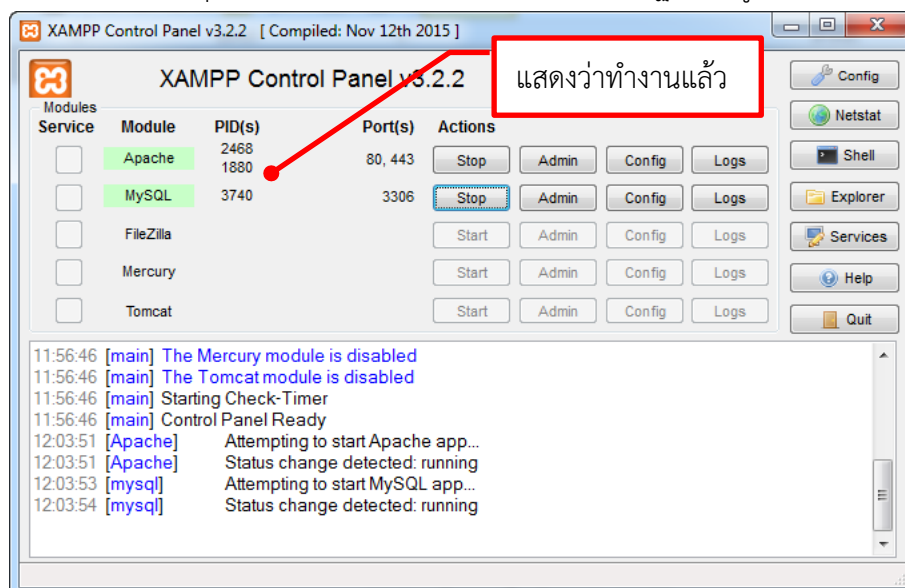 XAMPP Control Panel v3.2.2 [ Compiled: Nov 12th 2015 ]
XAMPP Control Panel v3.2.2
แสดงว่าทำงานแล้ว
Config
Modules
Service Module PID(s) Port(s) Actions
Netstat
Apache 2468 1880 80, 443 Stop Admin Config Logs
Shell
MySQL 3740 3306 Stop Admin Config Logs
Explorer
FileZilla Start Admin Config Logs
Services
Mercury Start Admin Config Logs
Help
Tomcat Start Admin Config Logs
Quit
11:56:46 [main] The Mercury module is disabled
11:56:46 [main] The Tomcat module is disabled
11:56:46 [main] Starting Check-Timer
11:56:46 [main] Control Panel Ready
12:03:51 [Apache] Attempting to start Apache app...
12:03:51 [Apache] Status change detected: running
12:03:53 [mysql] Attempting to start MySQL app...
12:03:54 [mysql] Status change detected: running